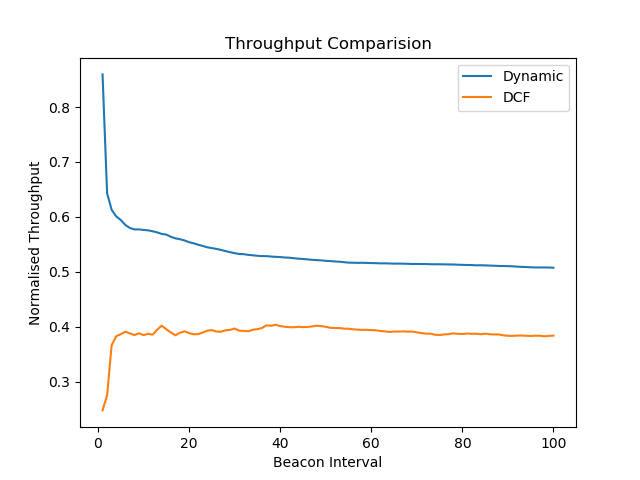 Throughput Comparision
Dynamic
DCF
Normalised Throughput
0.8
0.7
0.6
0.5
0.4
0.3
0 20 40 60 80 100
Beacon Interval